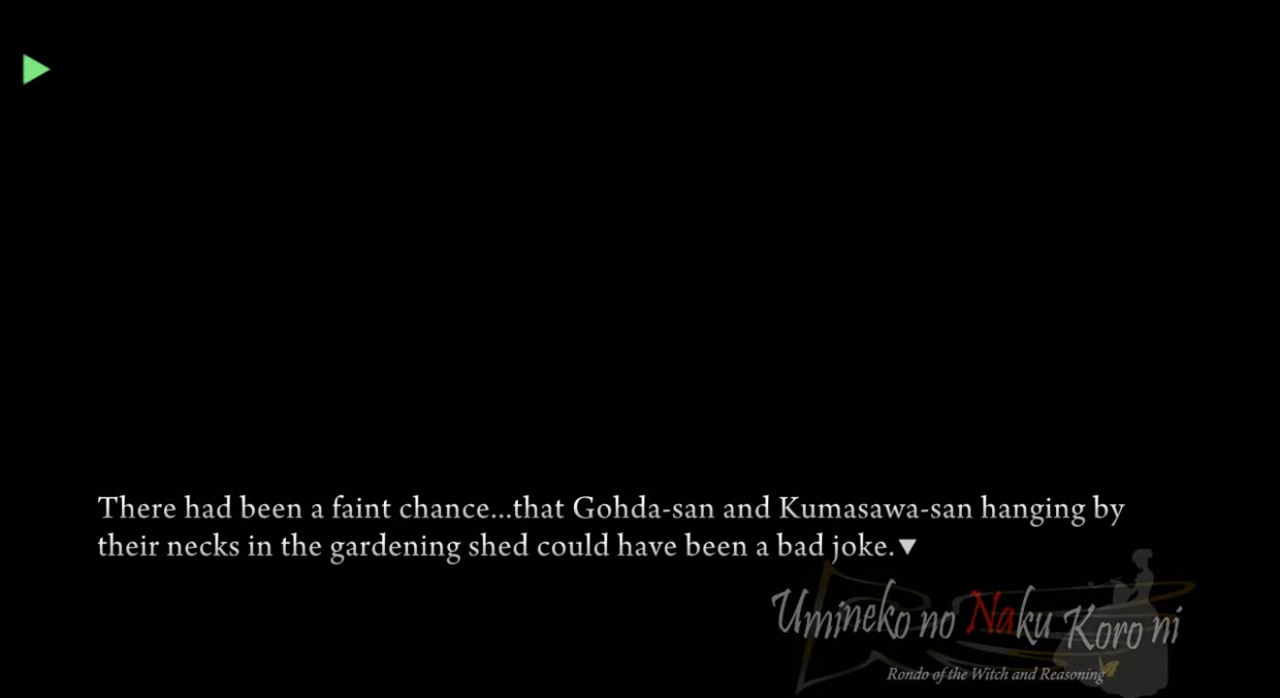 There had been a faint chance...that Gohda-san and Kumasawa-san hanging by
their necks in the gardening shed could have been a bad joke.
Umineko no Naku Koro ni
Rondo of the Witch and Reasoning